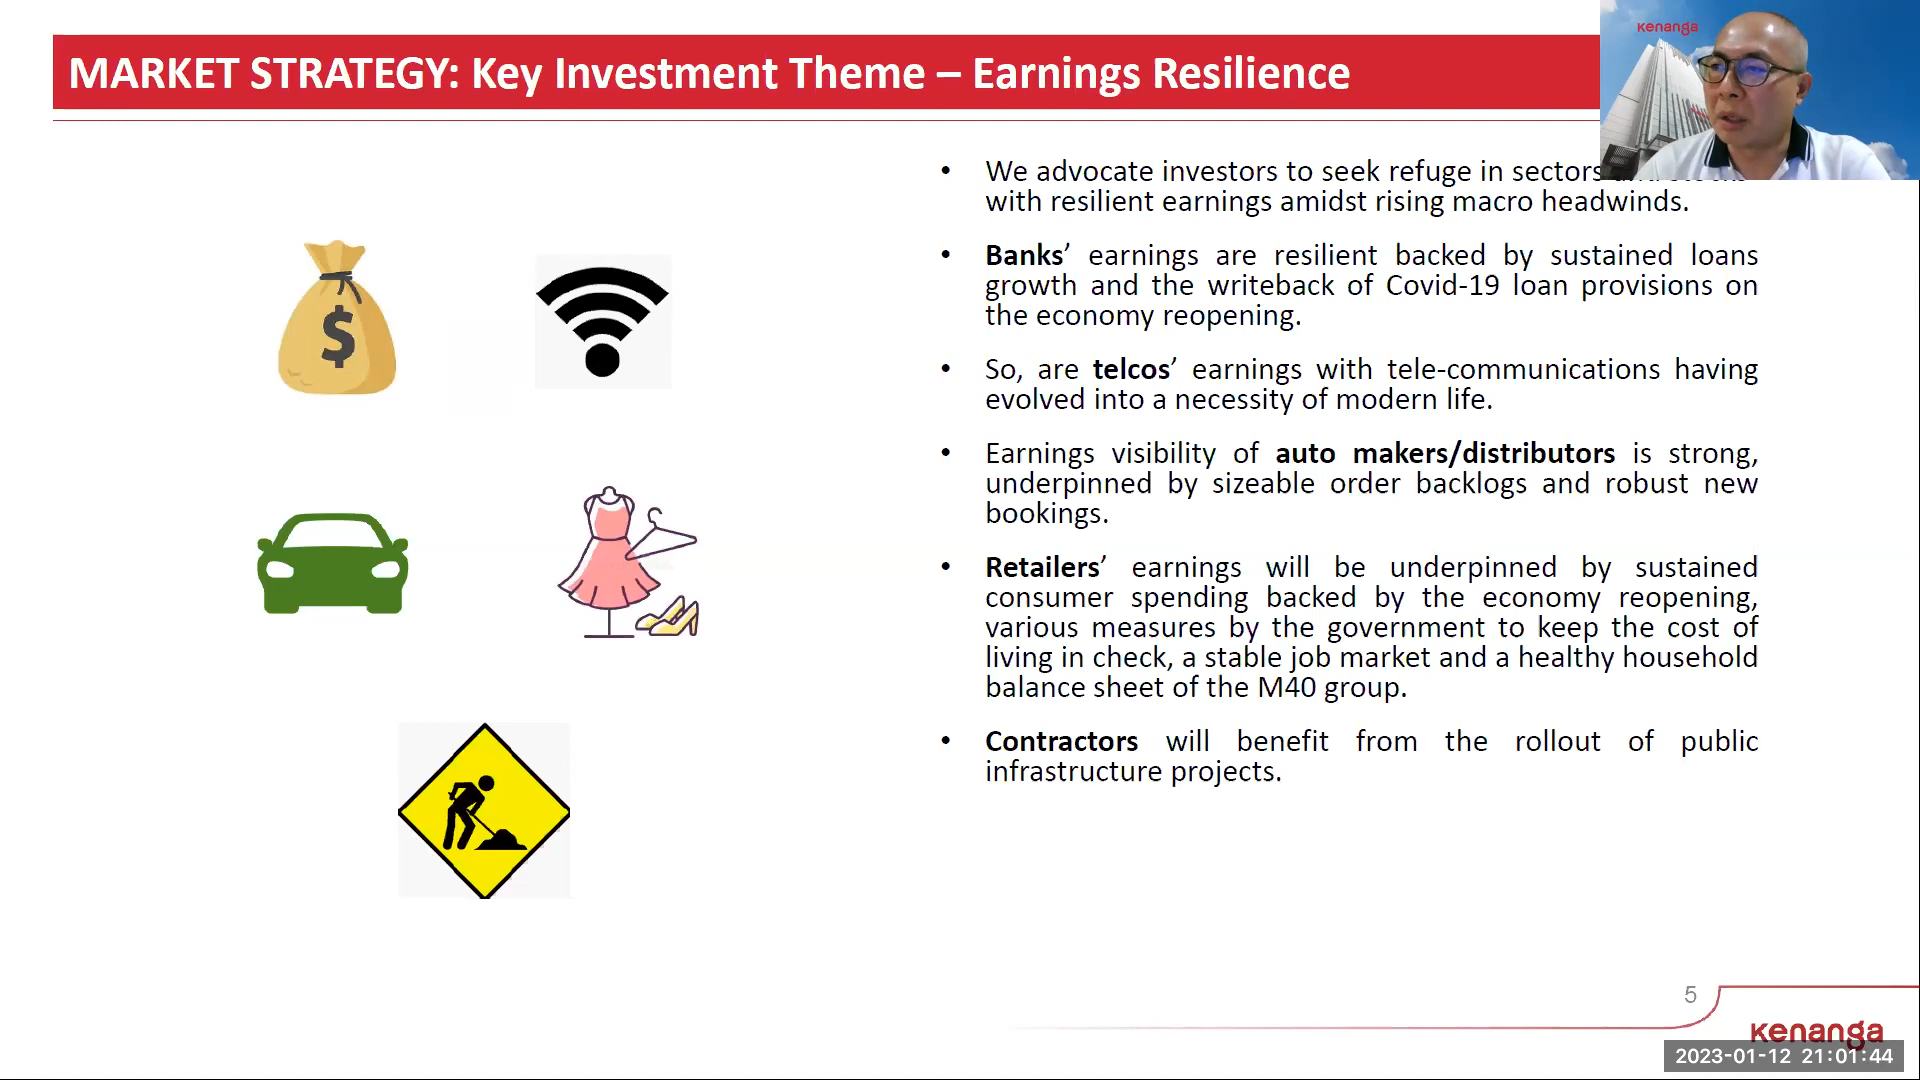 kenanga
MARKET STRATEGY: Key Investment Theme – Earnings Resilience
• We advocate investors to seek refuge in sectors
with resilient earnings amidst rising macro headwinds.
• Banks’ earnings are resilient backed by sustained loans
growth and the writeback of Covid-19 loan provisions on
the economy reopening.
• So, are telcos’ earnings with tele-communications having
evolved into a necessity of modern life.
• Earnings visibility of auto makers/distributors is strong,
underpinned by sizeable order backlogs and robust new
bookings.
• Retailers’ earnings will be underpinned by sustained
consumer spending backed by the economy reopening,
various measures by the government to keep the cost of
living in check, a stable job market and a healthy household
balance sheet of the M40 group.
• Contractors will benefit from the rollout of public
infrastructure projects.
$
5
kenanga
2023-01-12 21:01:44